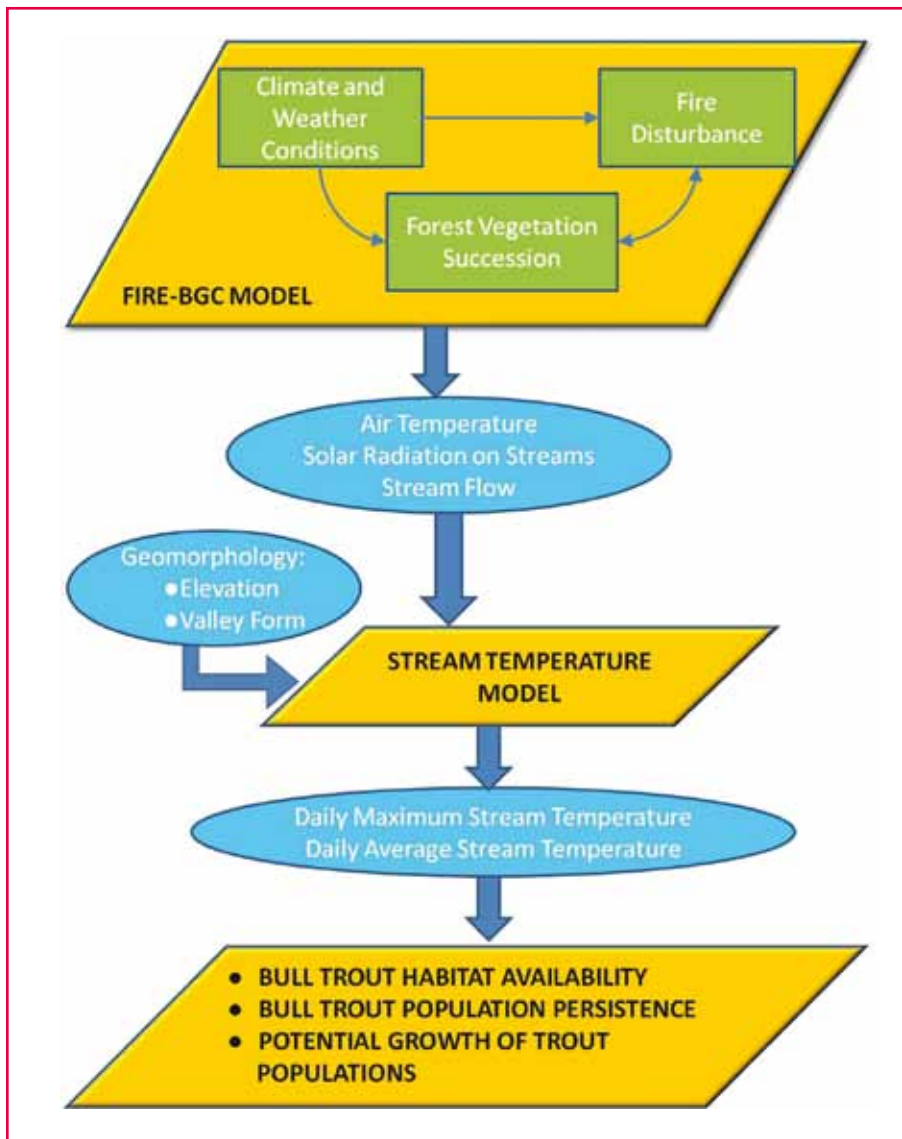 Climate and
Weather
Conditions
Fire
Disturbance
Forest Vegetation
Succession
FIRE-BGC MODEL
Air Temperature
Solar Radiation on Streams
Stream Flow
Geomorphology:
●Elevation
●Valley Form
STREAM TEMPERATURE
MODEL
Daily Maximum Stream Temperature
Daily Average Stream Temperature
● BULL TROUT HABITAT AVAILABILITY
● BULL TROUT POPULATION PERSISTENCE
● POTENTIAL GROWTH OF TROUT
POPULATIONS